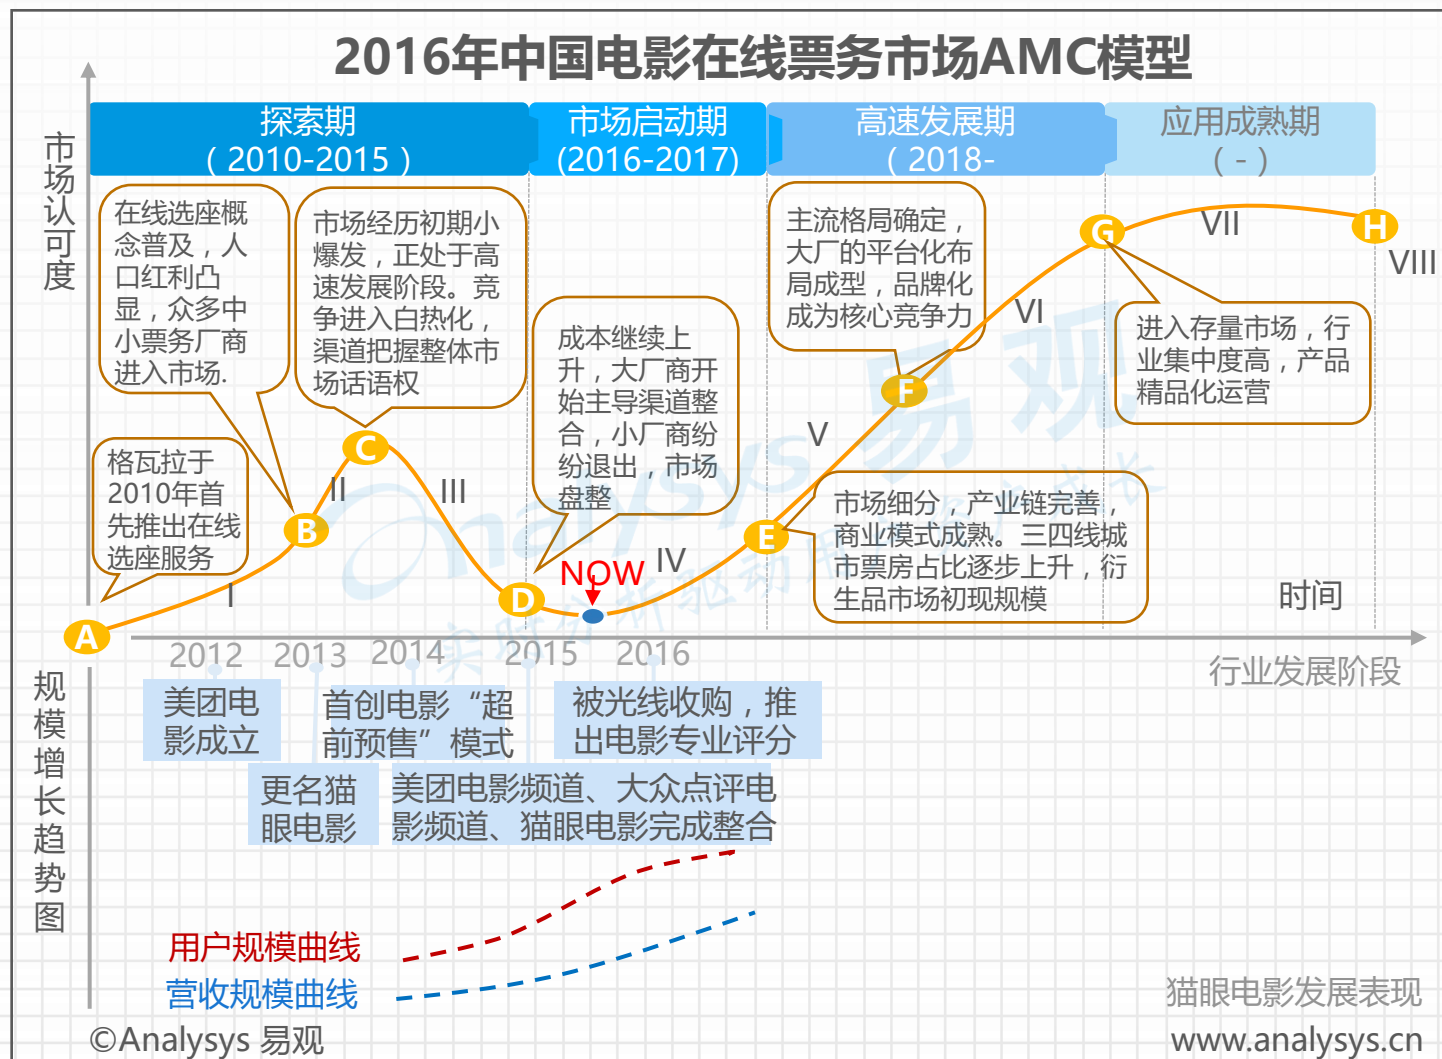 2016年中国电影在线票务市场AMC模型
探索期
（2010-2015）
市场启动期
(2016-2017)
高速发展期
（2018-
应用成熟期
（-）
市场认可度
在线选座概
念普及，人
口红利凸
显，众多中
小票务厂商
进入市场.
市场经历初期小
爆发，正处于高
速发展阶段。竞
争进入白热化，
渠道把握整体市
场话语权
成本继续上
升，大厂商开
始主导渠道整
合，小厂商纷
纷退出，市场
盘整
主流格局确定，
大厂的平台化布
局成型，品牌化
成为核心竞争力
进入存量市场，行
业集中度高，产品
精品化运营
格瓦拉于
2010年首
先推出在线
选座服务
市场细分，产业链完善，
商业模式成熟。三四线城
市票房占比逐步上升，衍
生品市场初现规模
A
B
C
D
E
F
G
H
I
II
III
IV
V
VI
VII
VIII
NOW
analysys 易观
实时分析驱动用户资产成长
时间
行业发展阶段
2012
2013
2014
2015
2016
规模增长趋势图
美团电
影成立
首创电影“超
前预售”模式
被光线收购，推
出电影专业评分
更名猫
眼电影
美团电影频道、大众点评电
影频道、猫眼电影完成整合
用户规模曲线
营收规模曲线
猫眼电影发展表现
©Analysys 易观
www.analysys.cn